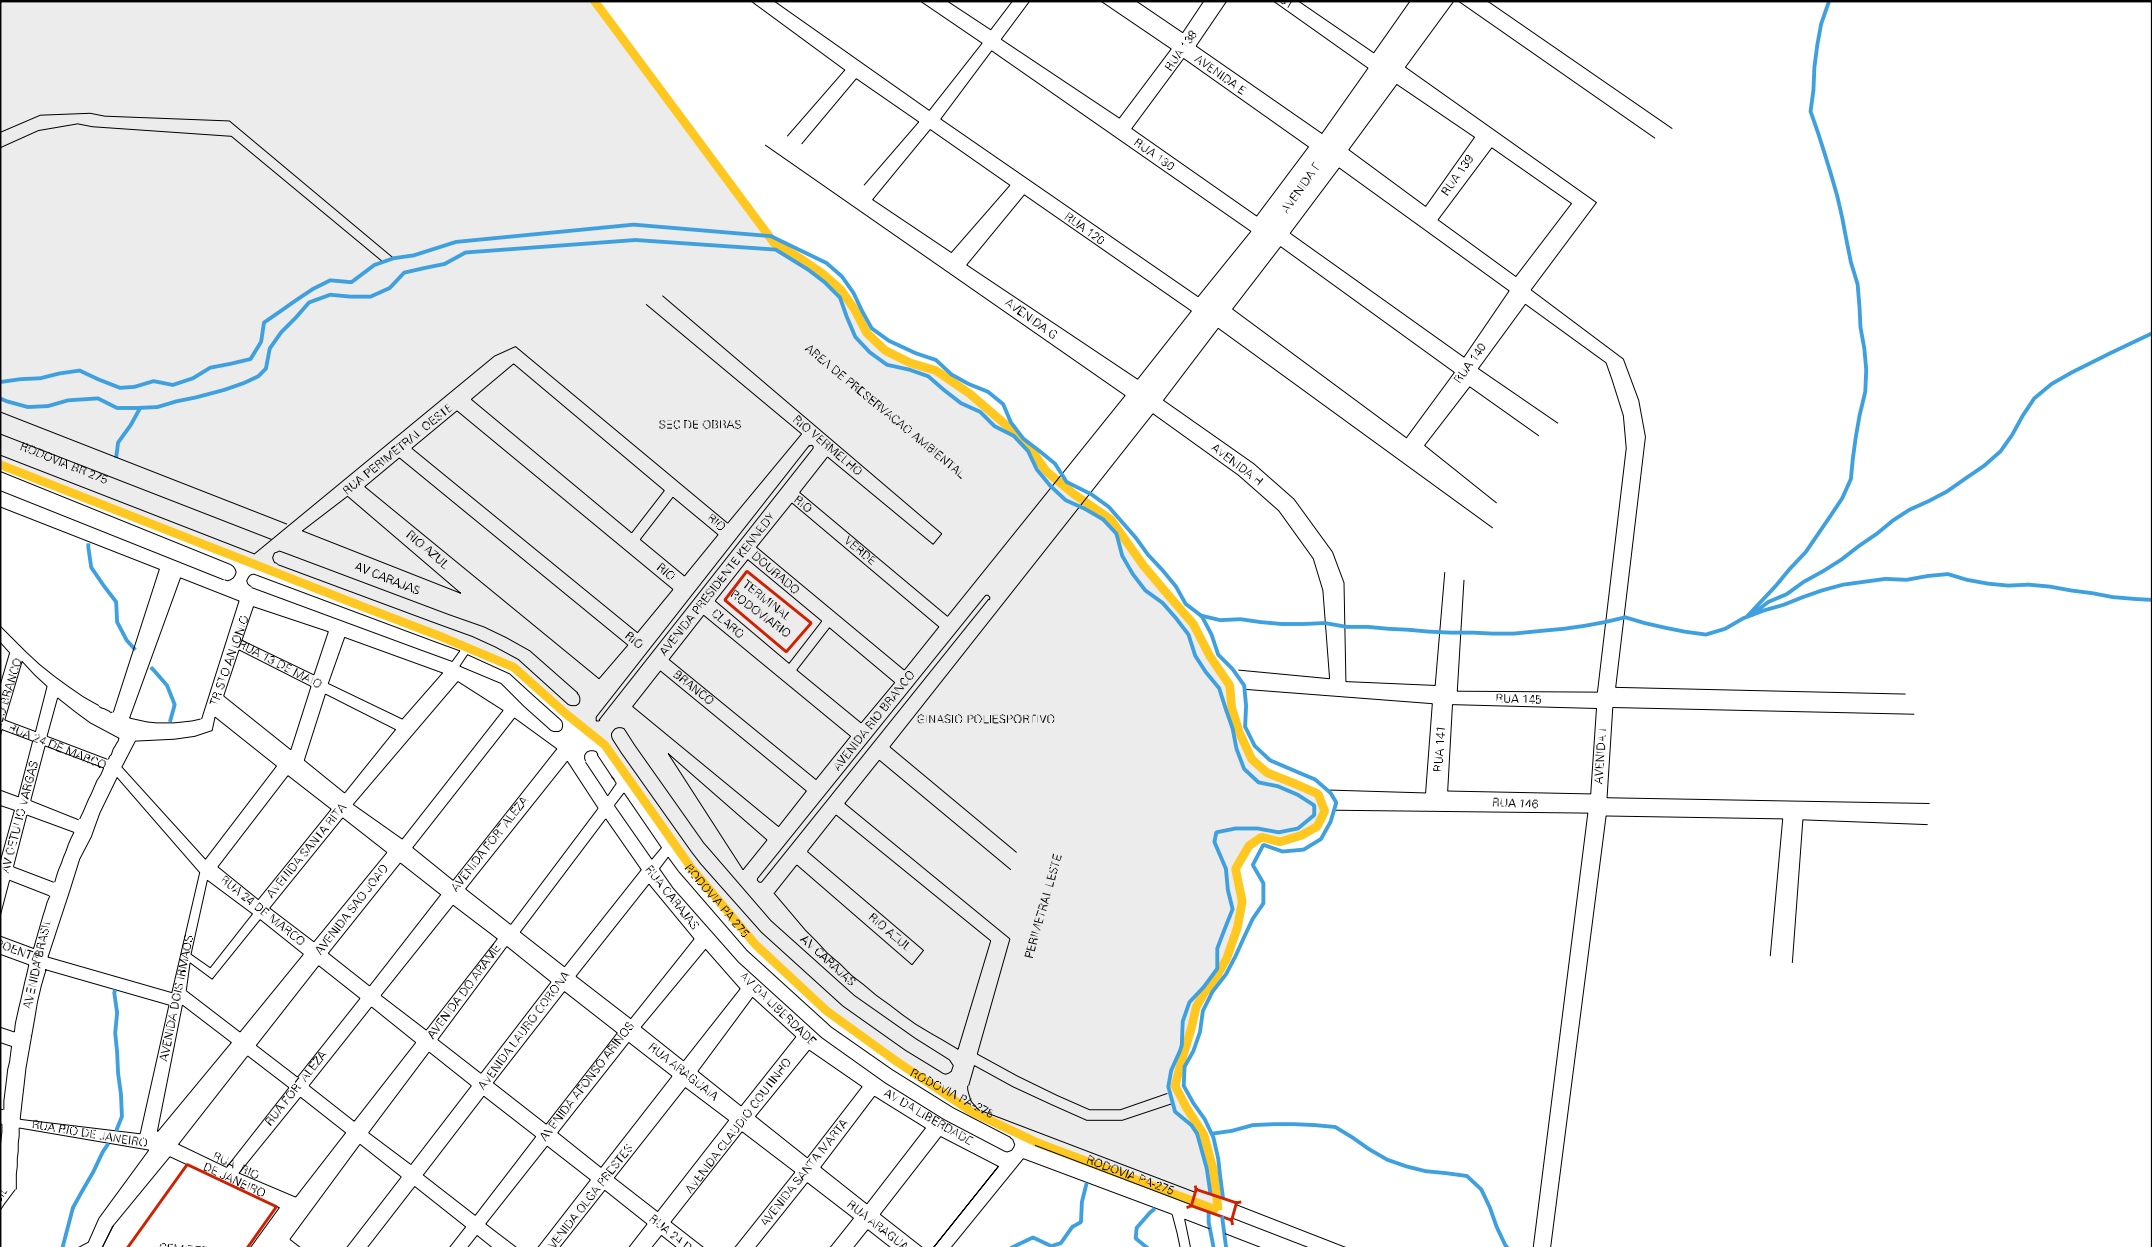 RUA 138
AVENIDA E
RUA 130
RUA 139
AVENIDA F
RUA 120
AVENIDA G
RUA 140
AREA DE PRESERVACAO AMBIENTAL
SEC DE OBRAS
RIO VERMELHO
RUA PERIMETRAL OESTE
RODOVIA BR 275
AVENIDA H
RIO
RIO
VERDE
RIO AZUL
AV CARAJAS
RIO
DOURADO
AVENIDA PRESIDENTE KENNEDY
TERMINAL
RODOVIARIO
CLARO
RIO
BRANCO
AVENIDA RIO BRANCO
GINASIO POLIESPORTIVO
RUA 145
RUA 141
AVENIDA I
RUA 146
RUA 13 DE MAIO
RUA 24 DE MARCO
AVENIDA SANTA RITA
AVENIDA FORTALEZA
RUA 24 DE MARCO
AVENIDA SAO JOAO
RUA CARAJAS
RODOVIA PA 275
RIO AZUL
AV CARAJAS
PERIMETRAL LESTE
AVENIDA BRASIL
AVENIDA DOIS IRMAOS
AVENIDA DO ARAME
AVENIDA LAURO CORONA
AV DA LIBERDADE
AVENIDA AFONSO ARINOS
RUA ARAGUAIA
RUA FORTALEZA
RODOVIA PA-275
AV DA LIBERDADE
AVENIDA CLAUDIO COUTINHO
AVENIDA SANTA MARTA
RUA RIO DE JANEIRO
RUA RIO
DE JANEIRO
RODOVIA PA-275
VENIDA OLGA PRESTES
RUA 24 D
RUA ARAGUA